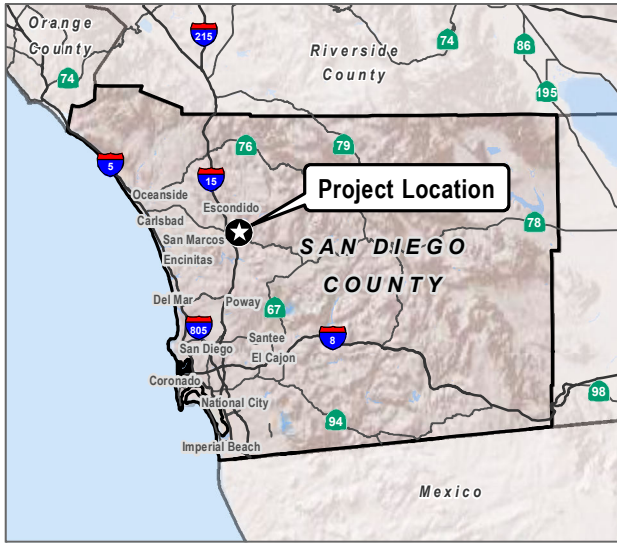 Orange
County
215
74
86
Riverside
County
74
195
76
79
5
15
Oceanside
Escondido
Project Location
Carlsbad
78
San Marcos
SAN DIEGO
Encinitas
COUNTY
Del Mar
Poway
67
805
8
San Diego
Santee
El Cajon
Coronado
98
National City
94
Imperial Beach
Mexico